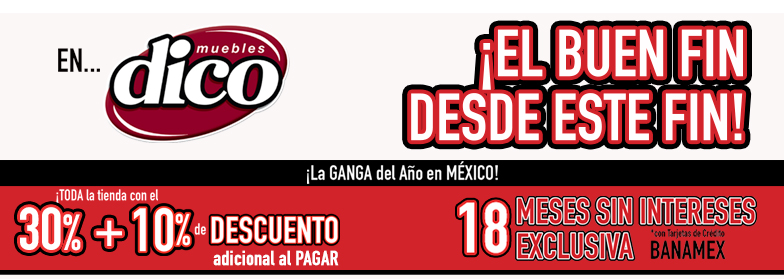 EN...
muebles
dico
¡EL BUEN FIN
DESDE ESTE FIN!
¡La GANGA del Año en MÉXICO!
¡TODA la tienda con el
30% + 10% de DESCUENTO
adicional al PAGAR
18 MESES SIN INTERESES
EXCLUSIVA *con Tarjetas de Crédito
BANAMEX